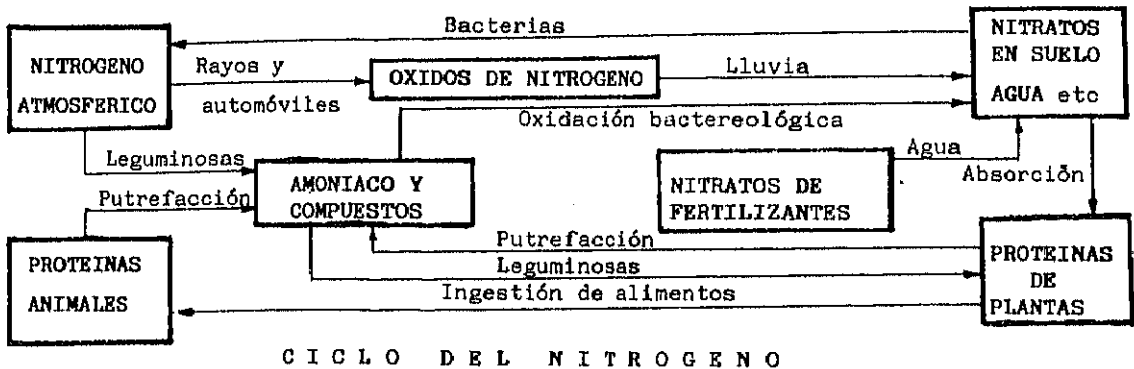 Bacterias
NITROGENO
ATMOSFERICO
Rayos y
automóviles
OXIDOS DE NITROGENO
Lluvia
NITRATOS
EN SUELO
AGUA etc
Oxidación bactereológica
Leguminosas
AMONIACO Y
COMPUESTOS
Agua
NITRATOS DE
FERTILIZANTES
Absorción
Putrefacción
PROTEINAS
ANIMALES
Putrefacción
Leguminosas
Ingestión de alimentos
PROTEINAS
DE
PLANTAS
CICLO DEL NITROGENO